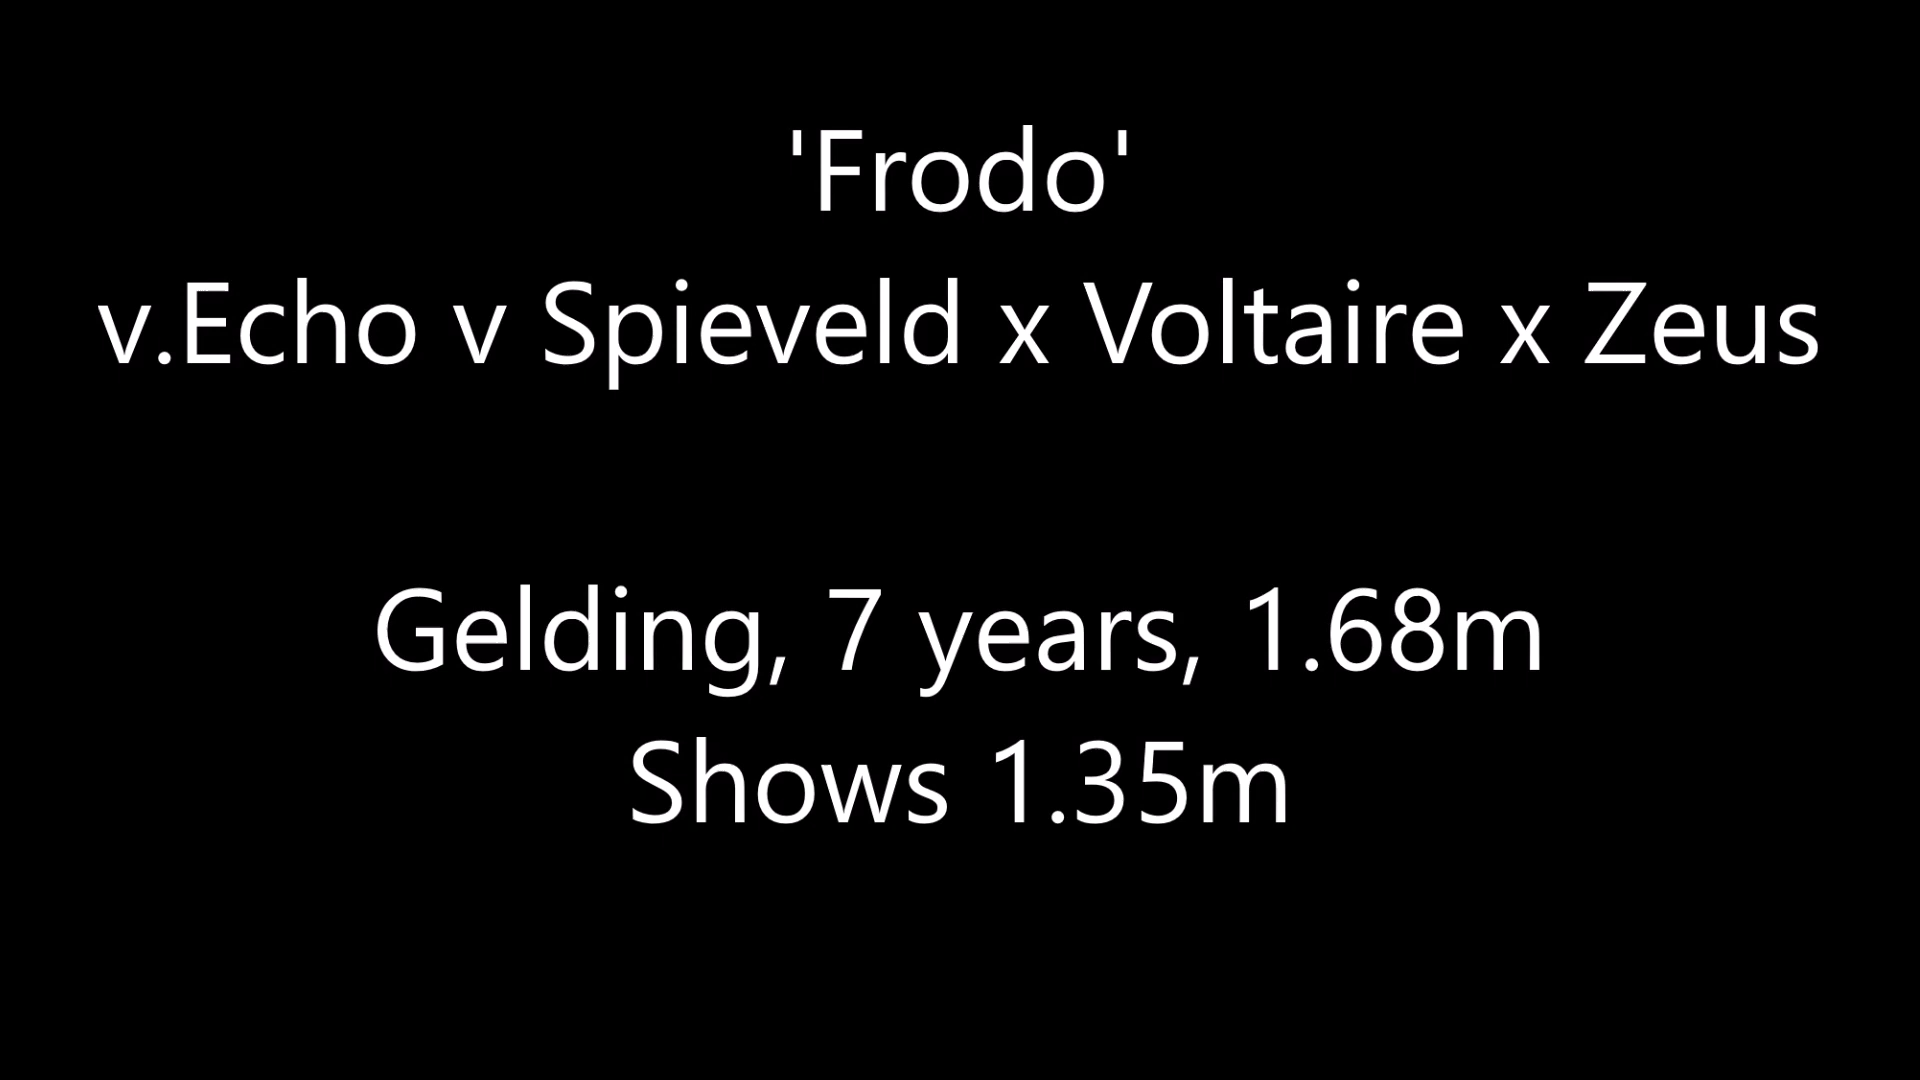 'Frodo'
v.Echo v Spieveld x Voltaire x Zeus
Gelding, 7 years, 1.68m
Shows 1.35m